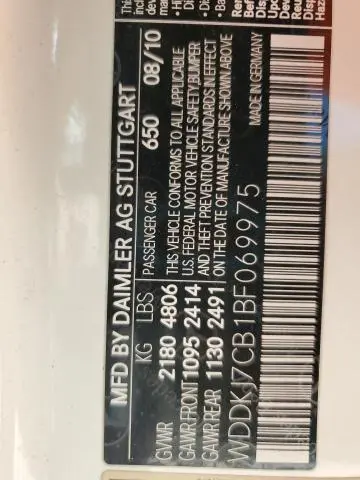 MFD BY DAIMLER AG STUTTGART
KG LBS PASSENGER CAR 650 08/10
GVWR 2180 4806 THIS VEHICLE CONFORMS TO ALL APPLICABLE
GAWR FRONT 1095 2414 U.S. FEDERAL MOTOR VEHICLE SAFETY BUMPER
AND THEFT PREVENTION STANDARDS IN EFFECT
GAWR REAR 1130 2491 ON THE DATE OF MANUFACTURE SHOWN ABOVE
WDDKJ7CB1BF069975 MADE IN GERMANY